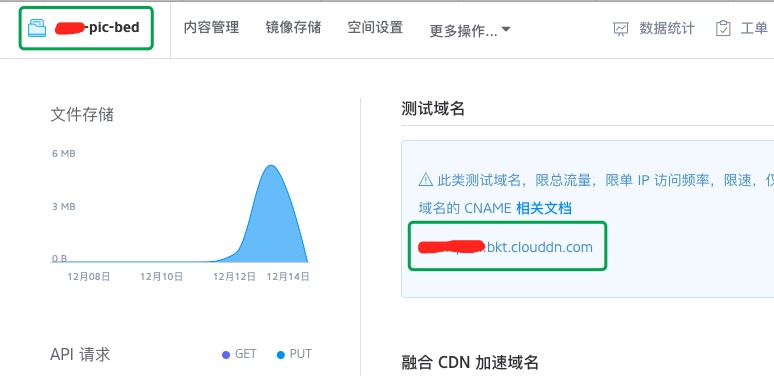 -pic-bed
内容管理
镜像存储
空间设置
更多操作...
数据统计
工单
文件存储
6 MB
3 MB
0 B
12月08日
12月10日
12月12日
12月14日
API 请求
GET
PUT
测试域名
此类测试域名，限总流量，限单 IP 访问频率，限速，仅
域名的 CNAME 相关文档
.bkt.clouddn.com
融合 CDN 加速域名